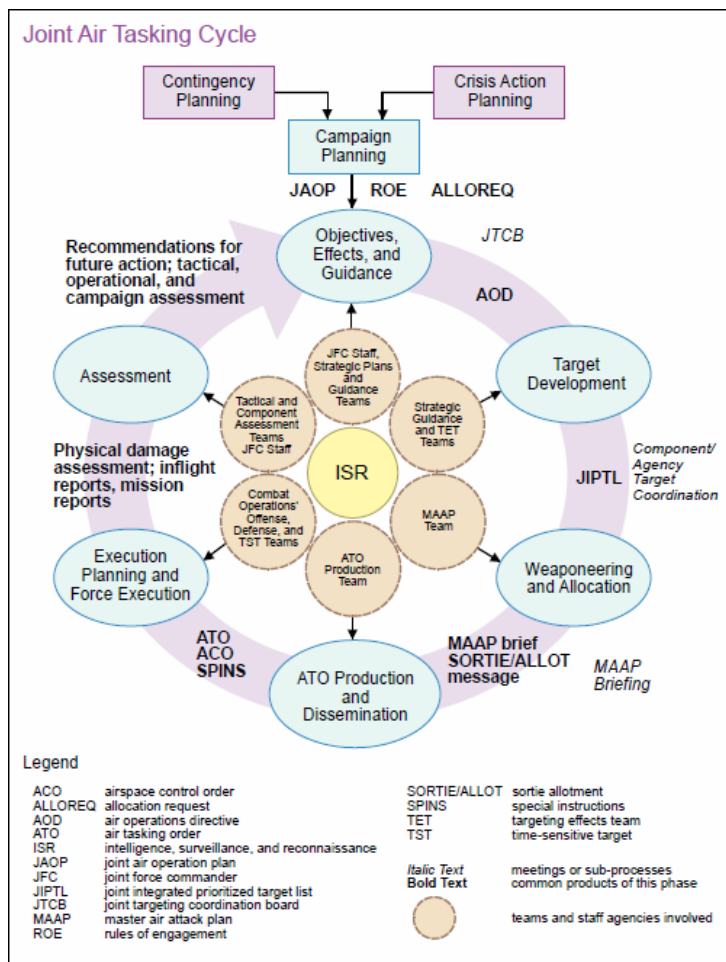 Joint Air Tasking Cycle
Contingency
Planning
Crisis Action
Planning
Campaign
Planning
JAOP ROE ALLOREQ
Objectives,
Effects, and
Guidance
JTCB
Recommendations for
future action; tactical,
operational, and
campaign assessment
AOD
Assessment
Target
Development
JFC Staff,
Strategic Plans
and
Guidance
Teams
Tactical and
Component
Assessment
Teams
JFC Staff
Strategic
Guidance
and TET
Teams
ISR
Physical damage
assessment; inflight
reports, mission
reports
JIPTL
Component/
Agency
Target
Coordination
Combat
Operations'
Offense,
Defense, and
TST Teams
MAAP
Team
ATO
Production
Team
Execution
Planning and
Force Execution
Weaponeering
and Allocation
ATO
ACO
SPINS
ATO Production
and
Dissemination
MAAP brief
SORTIE/ALLOT
message
MAAP
Briefing
Legend
ACO airspace control order
ALLOREQ allocation request
AOD air operations directive
ATO air tasking order
ISR intelligence, surveillance, and reconnaissance
JAOP joint air operation plan
JFC joint force commander
JIPTL joint integrated prioritized target list
JTCB joint targeting coordination board
MAAP master air attack plan
ROE rules of engagement
SORTIE/ALLOT sortie allotment
SPINS special instructions
TET targeting effects team
TST time-sensitive target
Italic Text meetings or sub-processes
Bold Text common products of this phase
teams and staff agencies involved